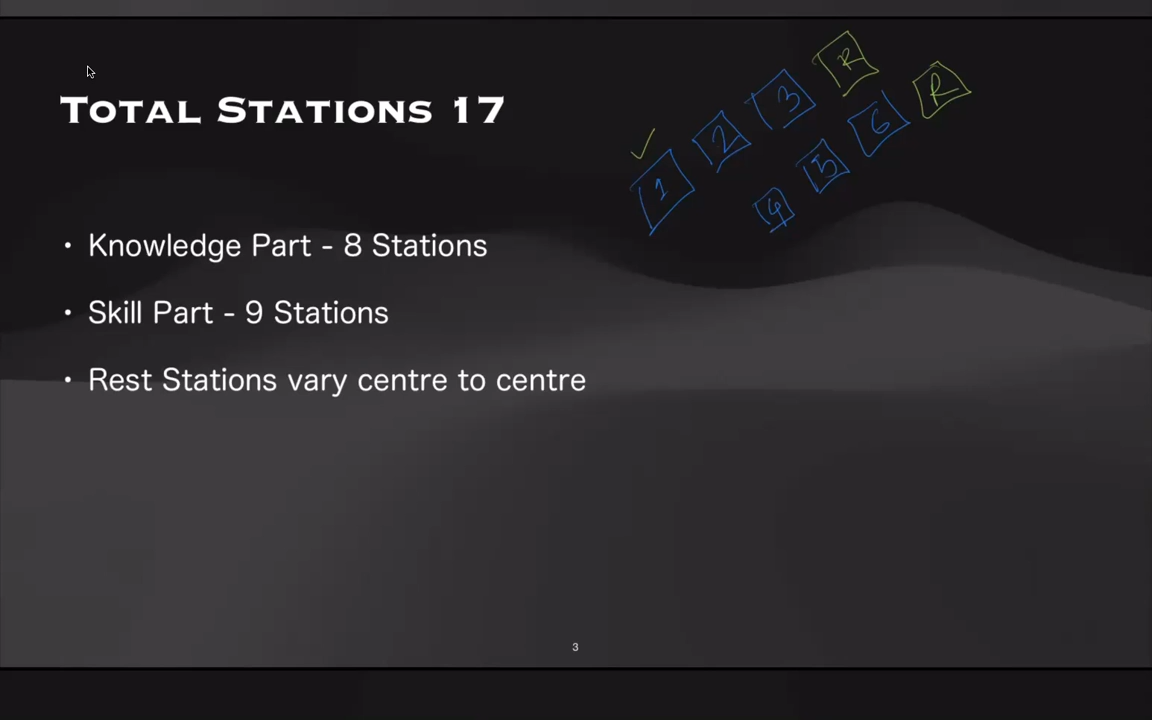 TOTAL STATIONS 17
1 2 3 R
4 5 6 R
• Knowledge Part - 8 Stations
• Skill Part - 9 Stations
• Rest Stations vary centre to centre
3